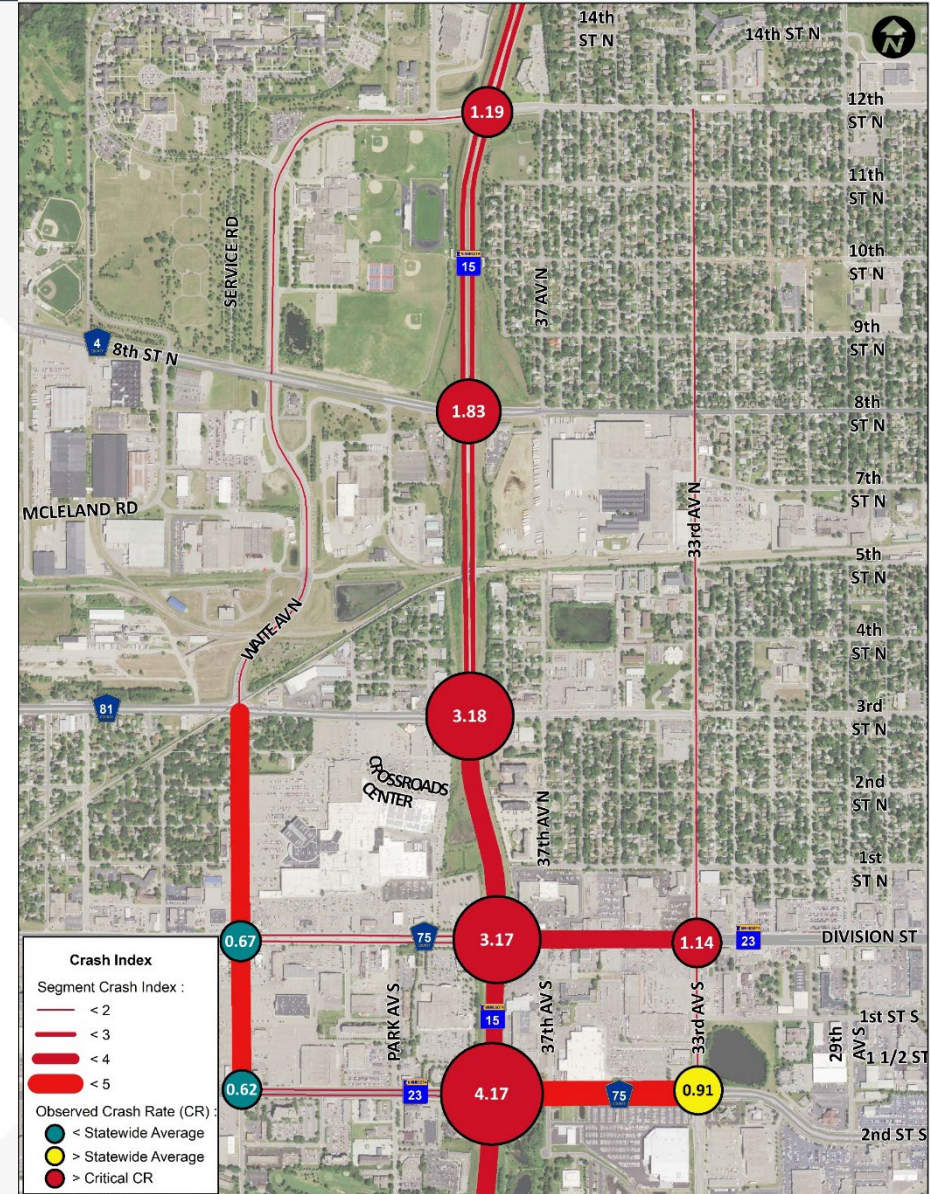 14th
ST N
14th ST N
N
1.19
12th
ST N
11th
ST N
SERVICE RD
15
37 AV N
10th
ST N
9th
ST N
4
8th ST N
1.83
8th
ST N
7th
ST N
MCLELAND RD
33rd AV N
5th
ST N
4th
ST N
WAITE AV N
81
3.18
3rd
ST N
CROSSROADS
CENTER
2nd
ST N
37th AV N
1st
ST N
0.67
75
3.17
1.14
MINNESOTA
23
DIVISION ST
PARK AV S
MINNESOTA
15
37th AV S
33rd AV S
1st ST S
29th
AV S
1 1/2 ST
0.62
MINNESOTA
23
4.17
75
0.91
2nd ST S
Crash Index
Segment Crash Index :
< 2
< 3
< 4
< 5
Observed Crash Rate (CR) :
< Statewide Average
> Statewide Average
> Critical CR